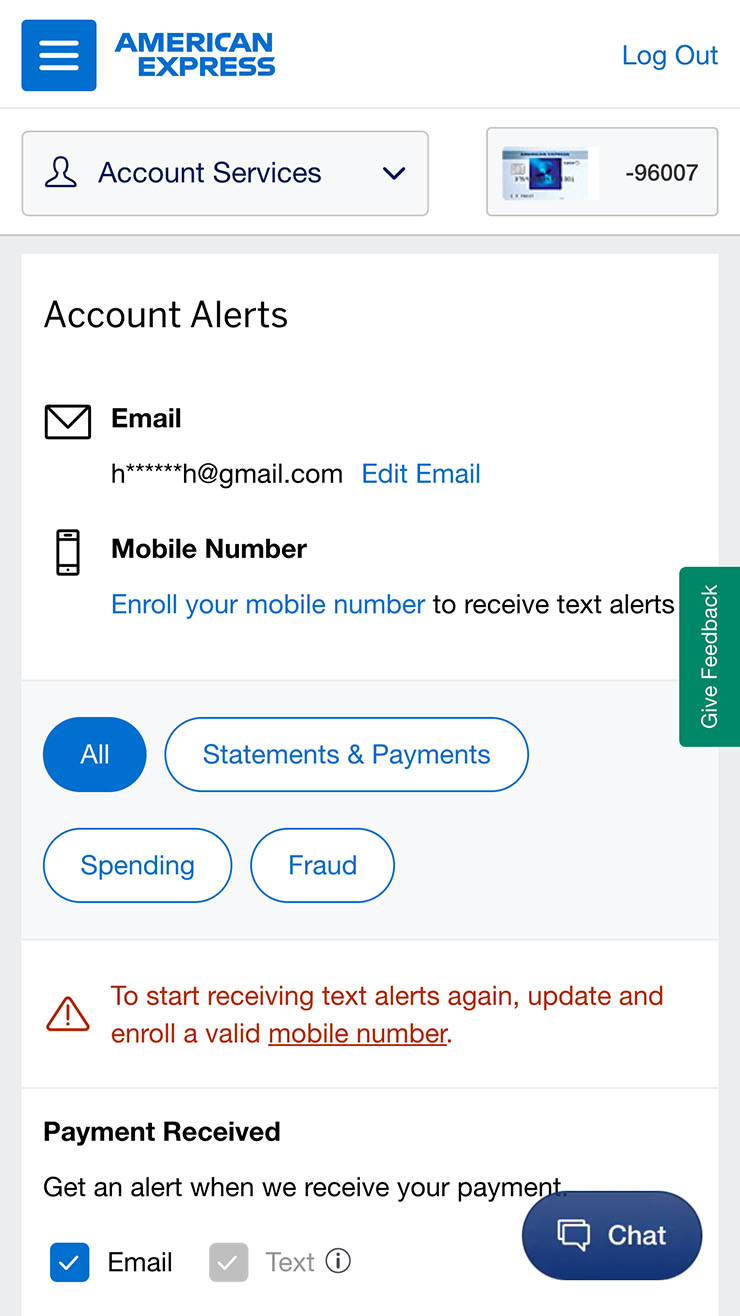 AMERICAN
EXPRESS
Log Out
Account Services
AMERICAN EXPRESS
-96007
Account Alerts
Email
h******h@gmail.com Edit Email
Mobile Number
Enroll your mobile number to receive text alerts
Give Feedback
All
Statements & Payments
Spending
Fraud
To start receiving text alerts again, update and
enroll a valid mobile number.
Payment Received
Get an alert when we receive your payment.
Chat
Email
Text